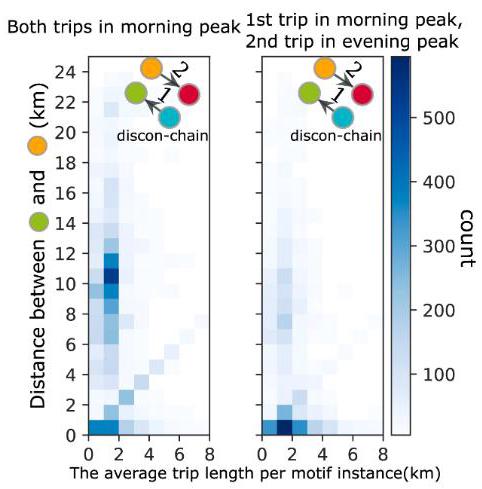 Both trips in morning peak
1st trip in morning peak,
2nd trip in evening peak
Distance between and (km)
24
22
20
18
16
14
12
10
8
6
4
2
0
2
1
discon-chain
2
1
discon-chain
0 2 4 6 8
0 2 4 6 8
500
400
300
200
100
count
The average trip length per motif instance(km)